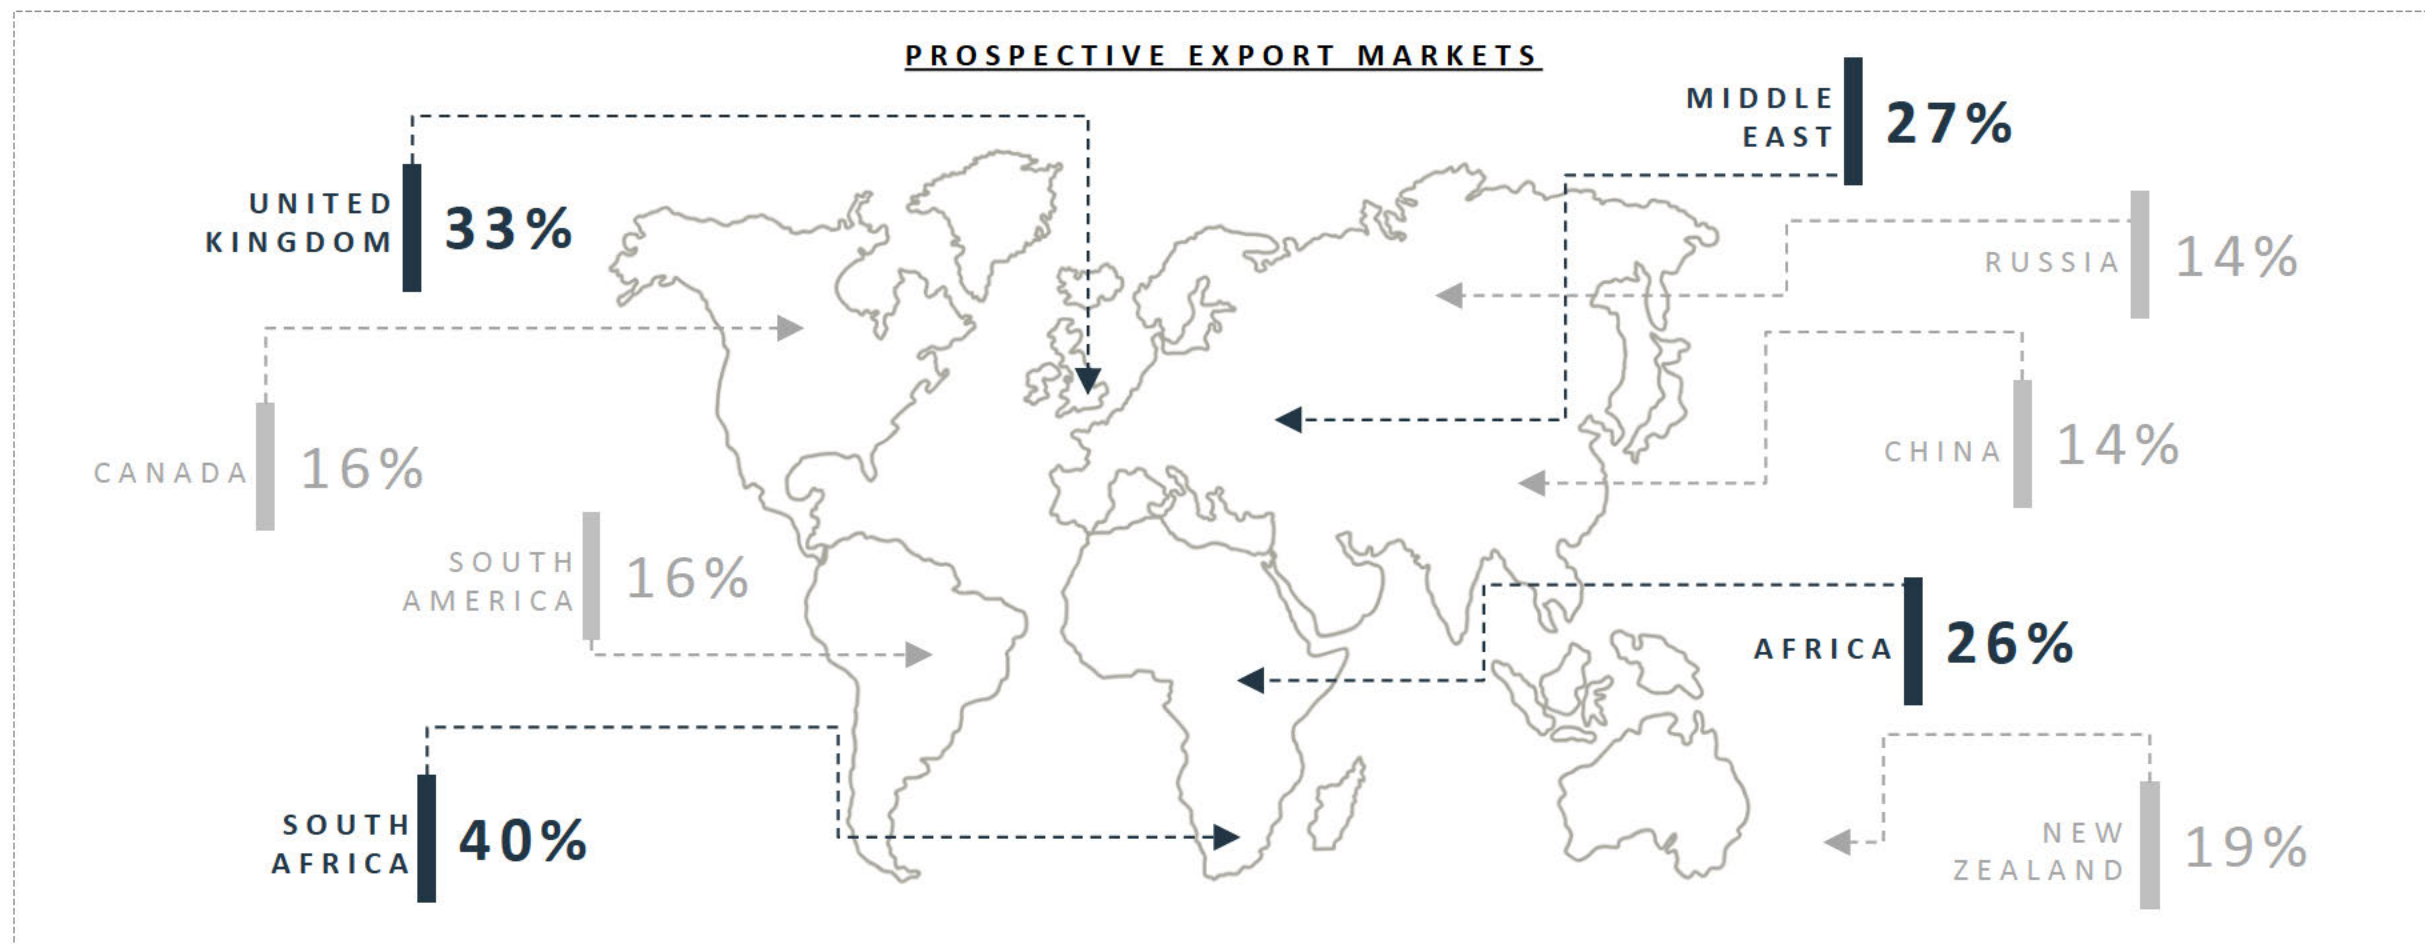 PROSPECTIVE EXPORT MARKETS
MIDDLE
EAST
27%
UNITED
KINGDOM
33%
RUSSIA
14%
CANADA
16%
CHINA
14%
SOUTH
AMERICA
16%
AFRICA
26%
SOUTH
AFRICA
40%
NEW
ZEALAND
19%